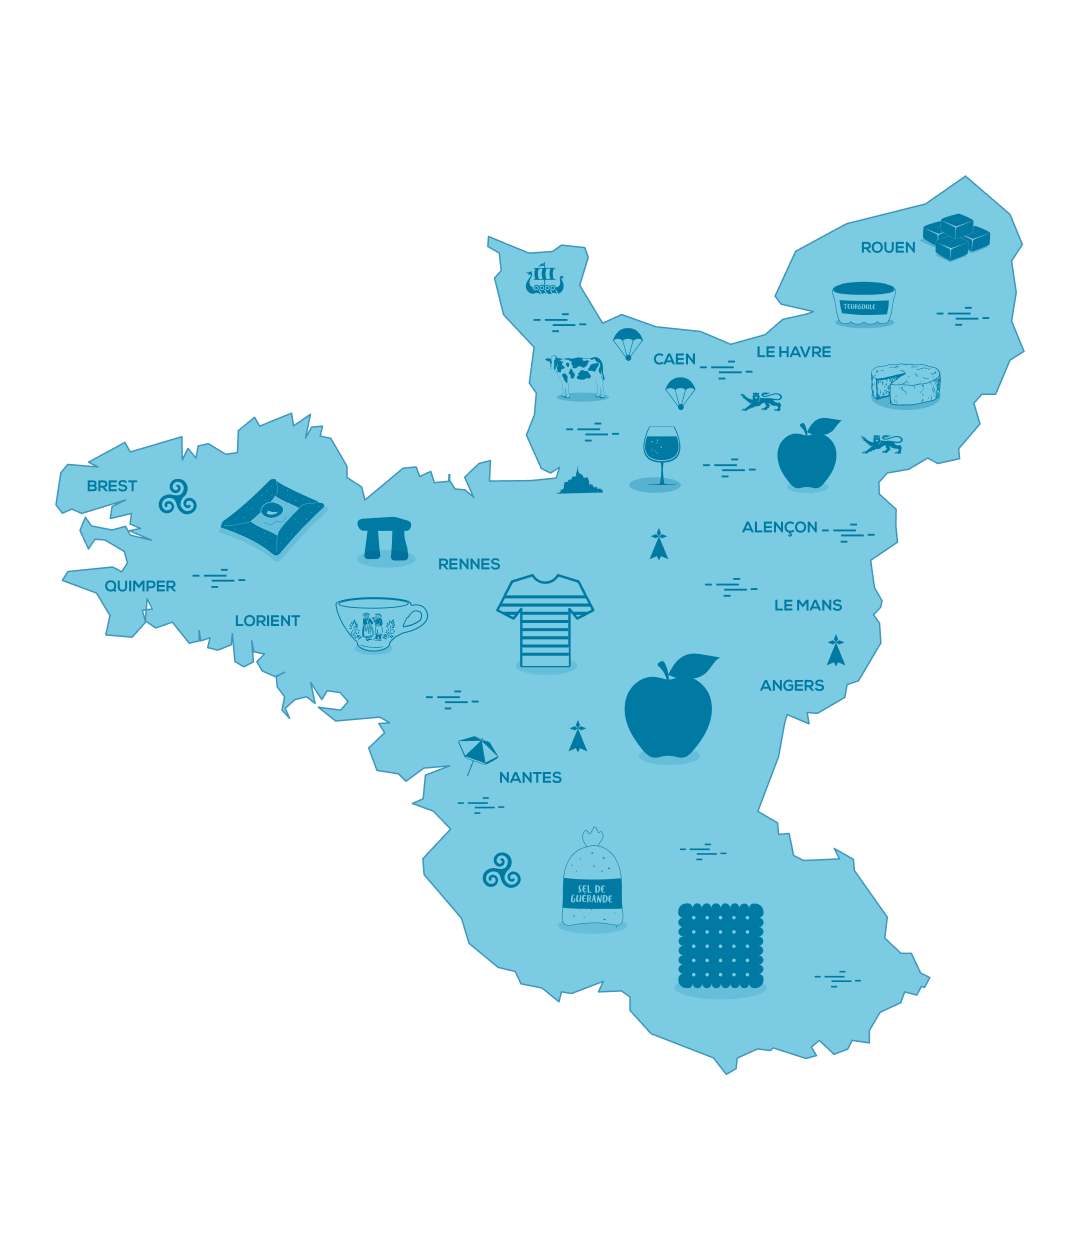 ROUEN
TEURGOULE
LE HAVRE
CAEN
BREST
ALENÇON
RENNES
QUIMPER
LE MANS
LORIENT
ANGERS
NANTES
SEL DE
GUERANDE